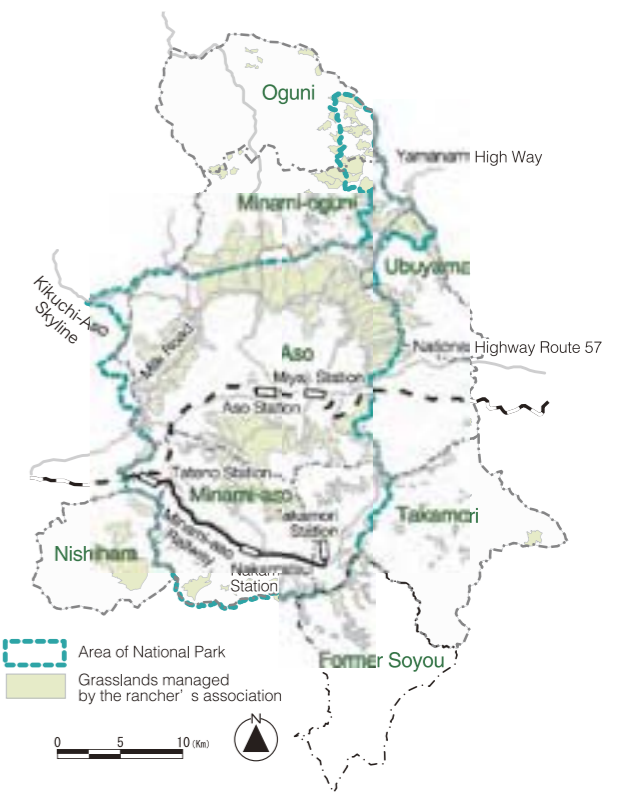 Oguni
Yamanami High Way
Minami-oguni
Ubuyama
Kikuchi-Aso
Skyline
Milk Road
Aso
Highway Route 57
Miyaji Station
Aso Station
Tateno Station
Minami-aso
Takamori
Station
Takamori
Minami-aso
Railway
Nishihara
Station
Former Soyou
Area of National Park
Grasslands managed
by the rancher’ s association
N
0 5 10 (Km)